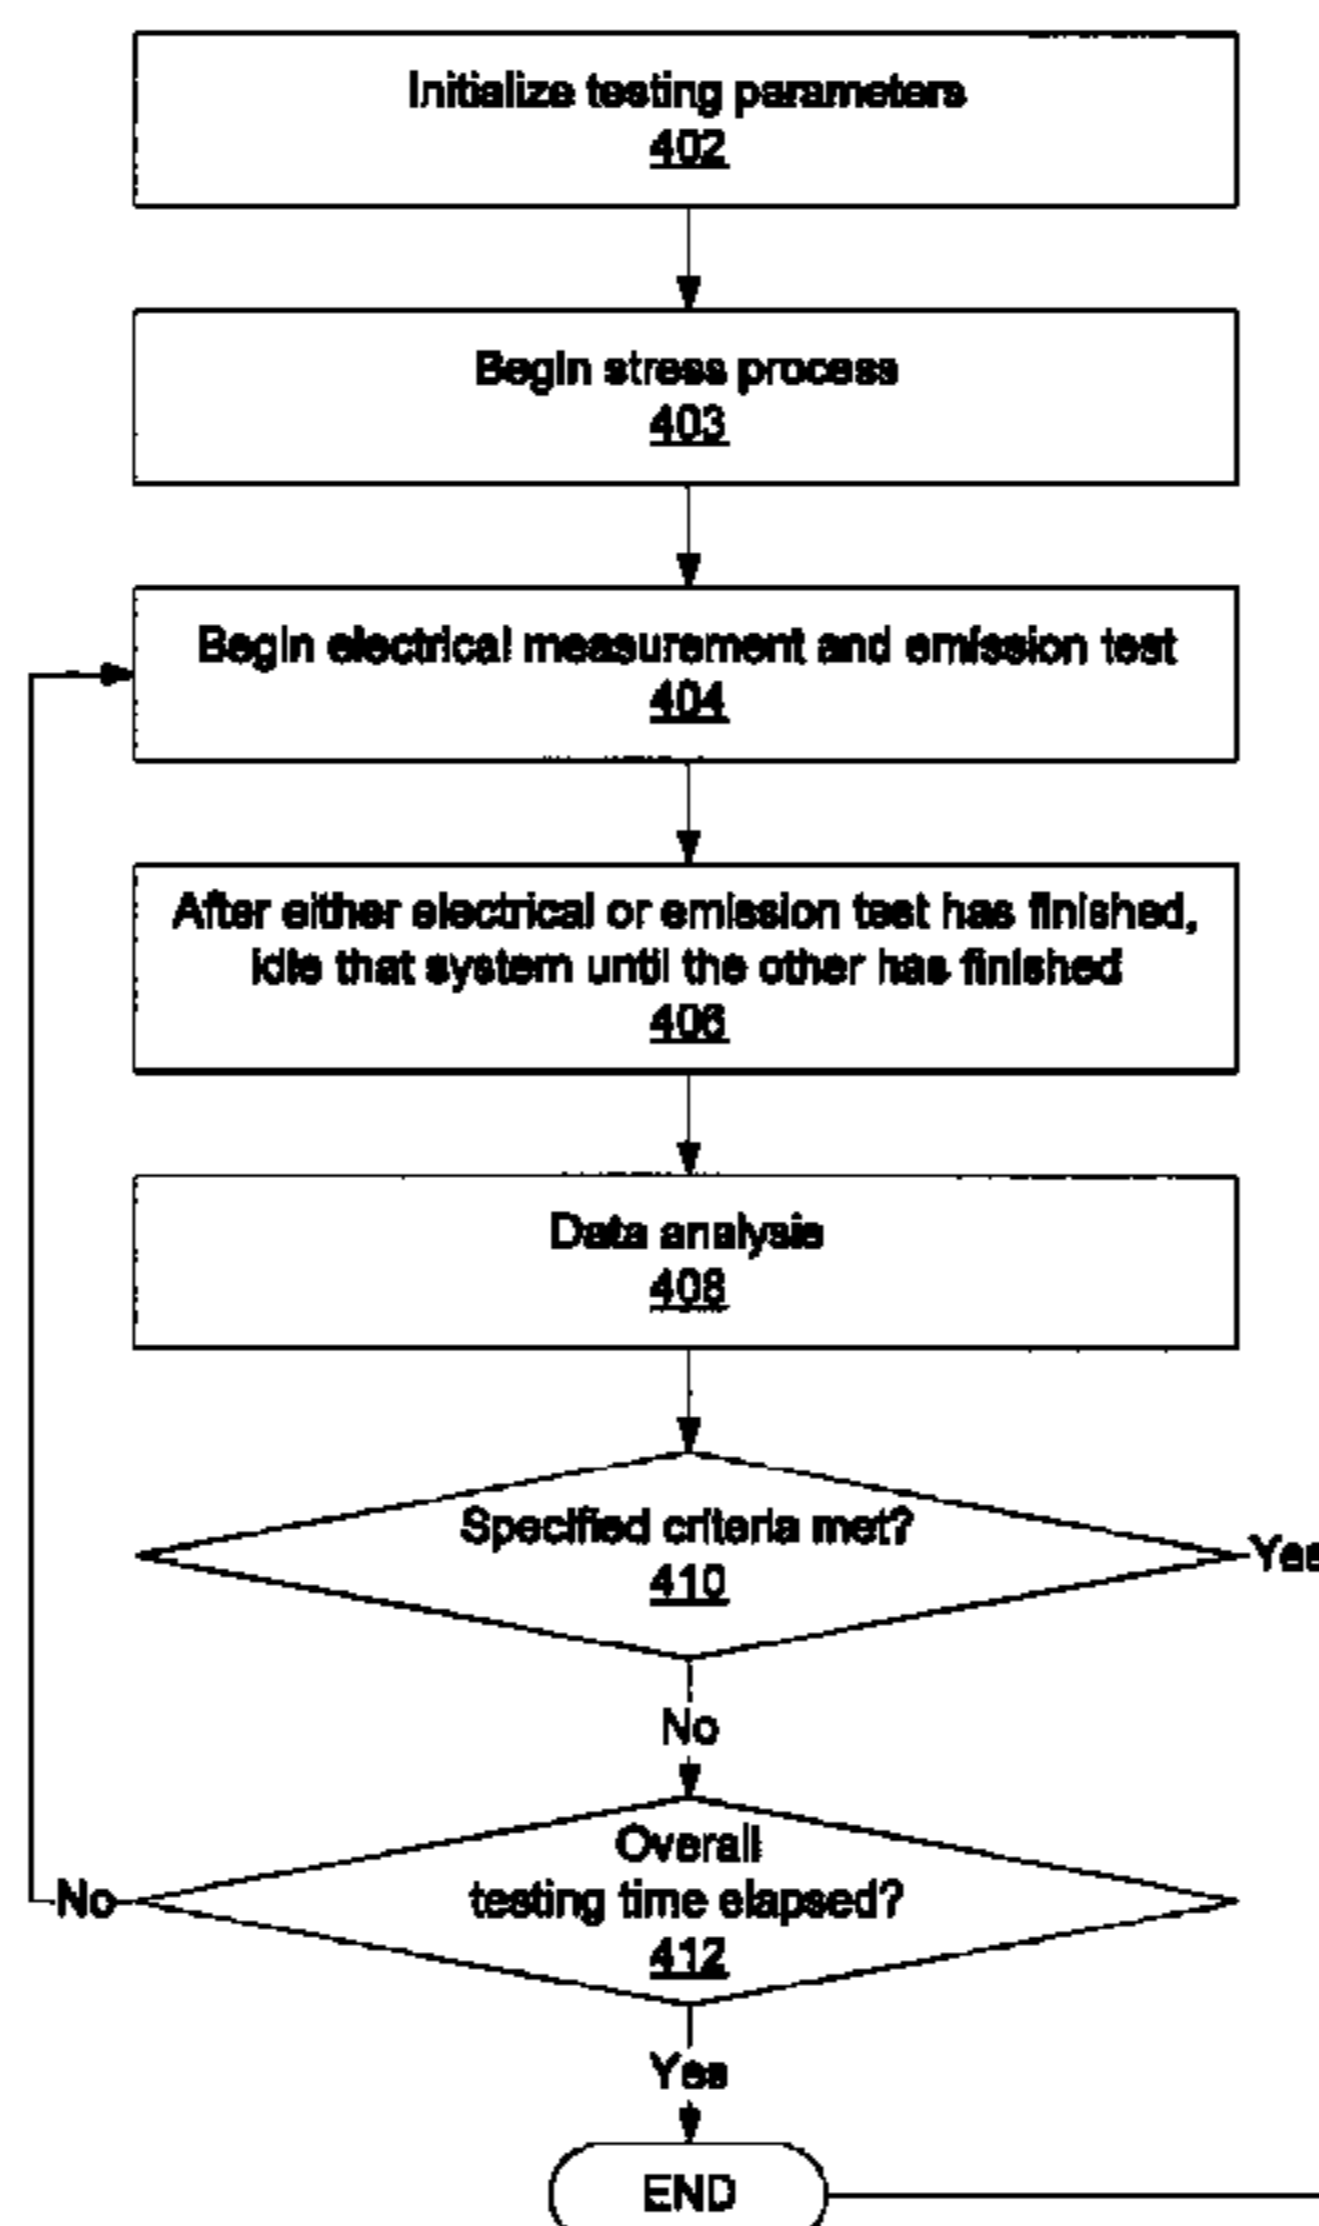 Initialize testing parameters
402
Begin stress process
403
Begin electrical measurement and emission test
404
After either electrical or emission test has finished,
idle that system until the other has finished
406
Data analysis
408
Specified criteria met?
410
Yes
No
Overall
testing time elapsed?
412
No
Yes
END